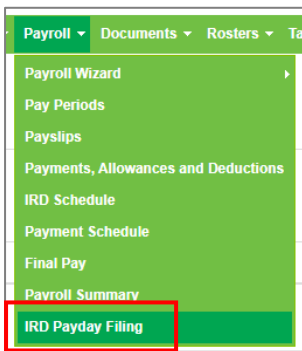 Payroll Documents Rosters Ta
Payroll Wizard
Pay Periods
Payslips
Payments, Allowances and Deductions
IRD Schedule
Payment Schedule
Final Pay
Payroll Summary
IRD Payday Filing